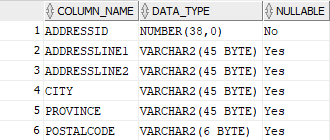 COLUMN_NAME DATA_TYPE NULLABLE
1 ADDRESSID NUMBER(38,0) No
2 ADDRESSLINE1 VARCHAR2(45 BYTE) Yes
3 ADDRESSLINE2 VARCHAR2(45 BYTE) Yes
4 CITY VARCHAR2(45 BYTE) Yes
5 PROVINCE VARCHAR2(45 BYTE) Yes
6 POSTALCODE VARCHAR2(6 BYTE) Yes